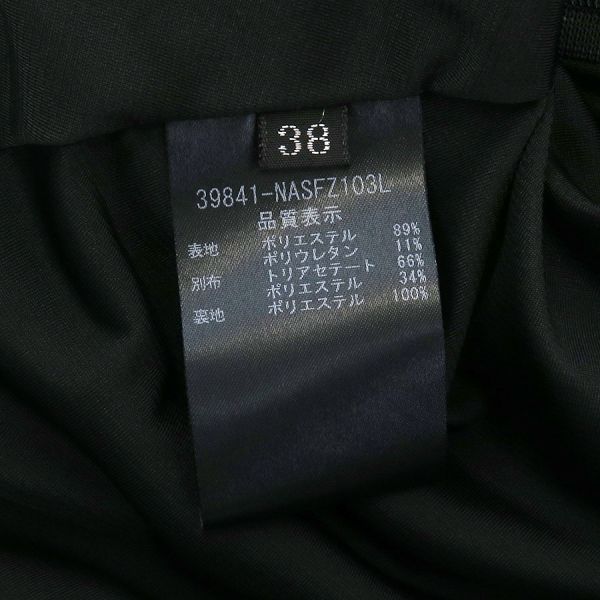 38
39841-NASFZ103L
品質表示
表地 ポリエステル 89%
ポリウレタン 11%
別布 トリアセテート 66%
ポリエステル 34%
裏地 ポリエステル 100%